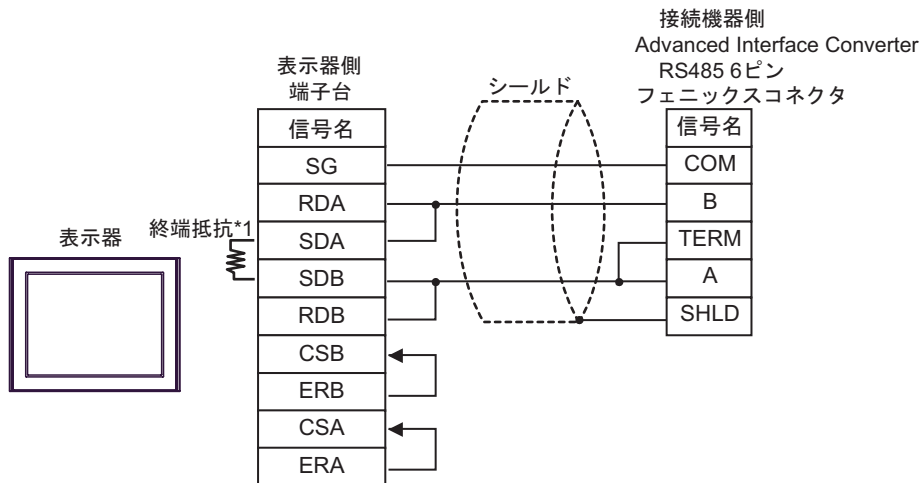 接続機器側
Advanced Interface Converter
RS485 6ピン
フェニックスコネクタ
表示器側
端子台
シールド
信号名
SG
RDA
SDA
SDB
RDB
CSB
ERB
CSA
ERA
信号名
COM
B
TERM
A
SHLD
終端抵抗*1
表示器